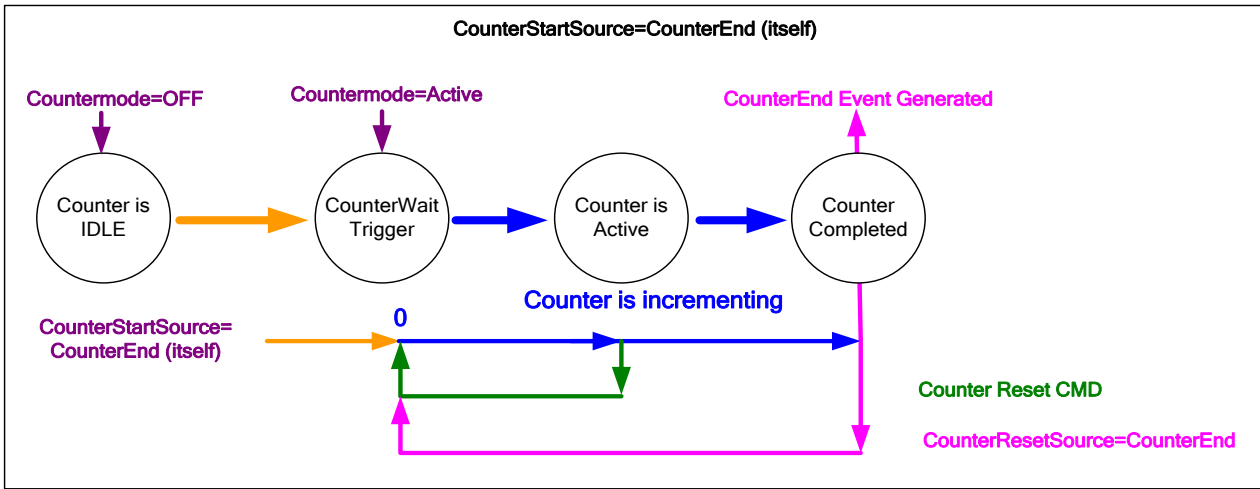 CounterStartSource=CounterEnd (itself)
Countermode=OFF
Countermode=Active
CounterEnd Event Generated
Counter is
IDLE
CounterWait
Trigger
Counter is
Active
Counter
Completed
Counter is incrementing
0
CounterStartSource=
CounterEnd (itself)
Counter Reset CMD
CounterResetSource=CounterEnd